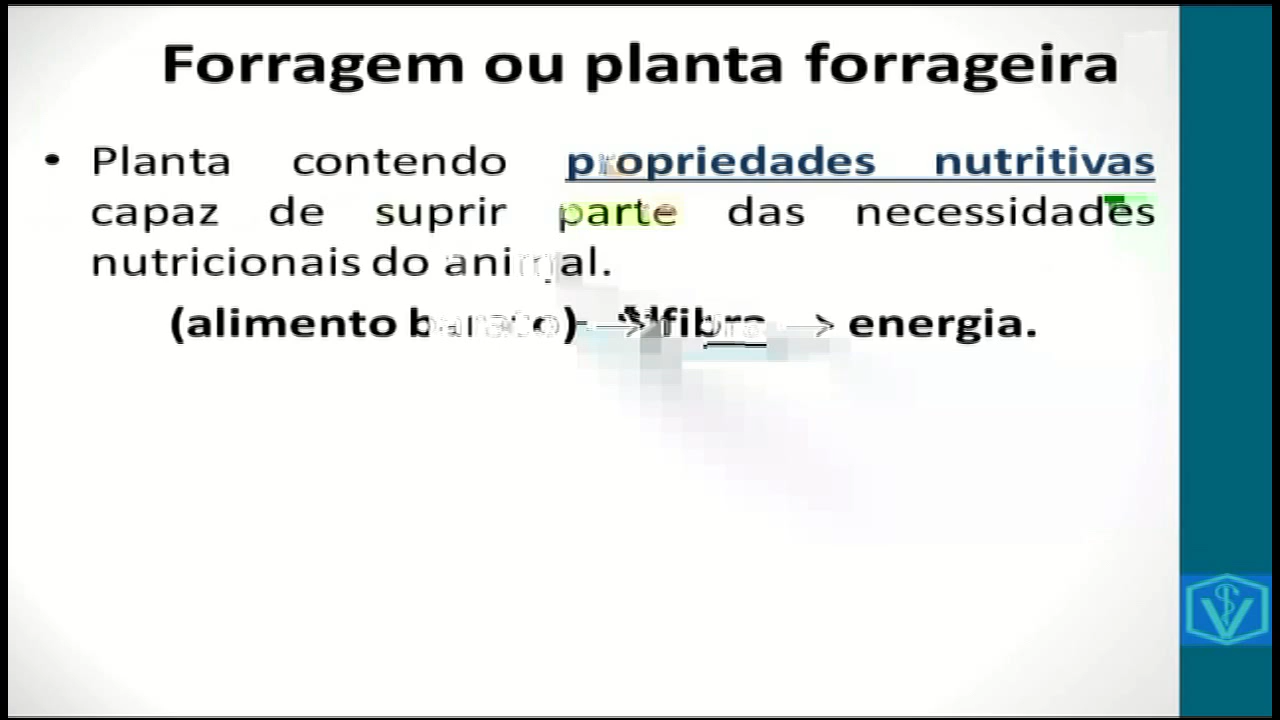 Forragem ou planta forrageira
• Planta contendo propriedades nutritivas
capaz de suprir parte das necessidades
nutricionais do animal.
(alimento barato) → fibra → energia.